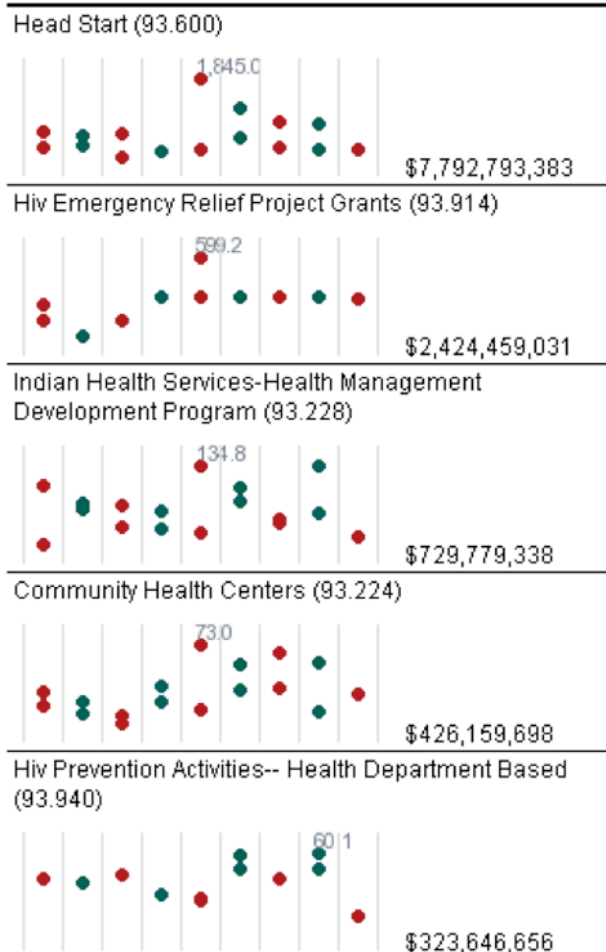 Head Start (93.600)
1,845.0
$7,792,793,383
Hiv Emergency Relief Project Grants (93.914)
599.2
$2,424,459,031
Indian Health Services-Health Management
Development Program (93.228)
134.8
$729,779,338
Community Health Centers (93.224)
73.0
$426,159,698
Hiv Prevention Activities-- Health Department Based
(93.940)
60.1
$323,646,656